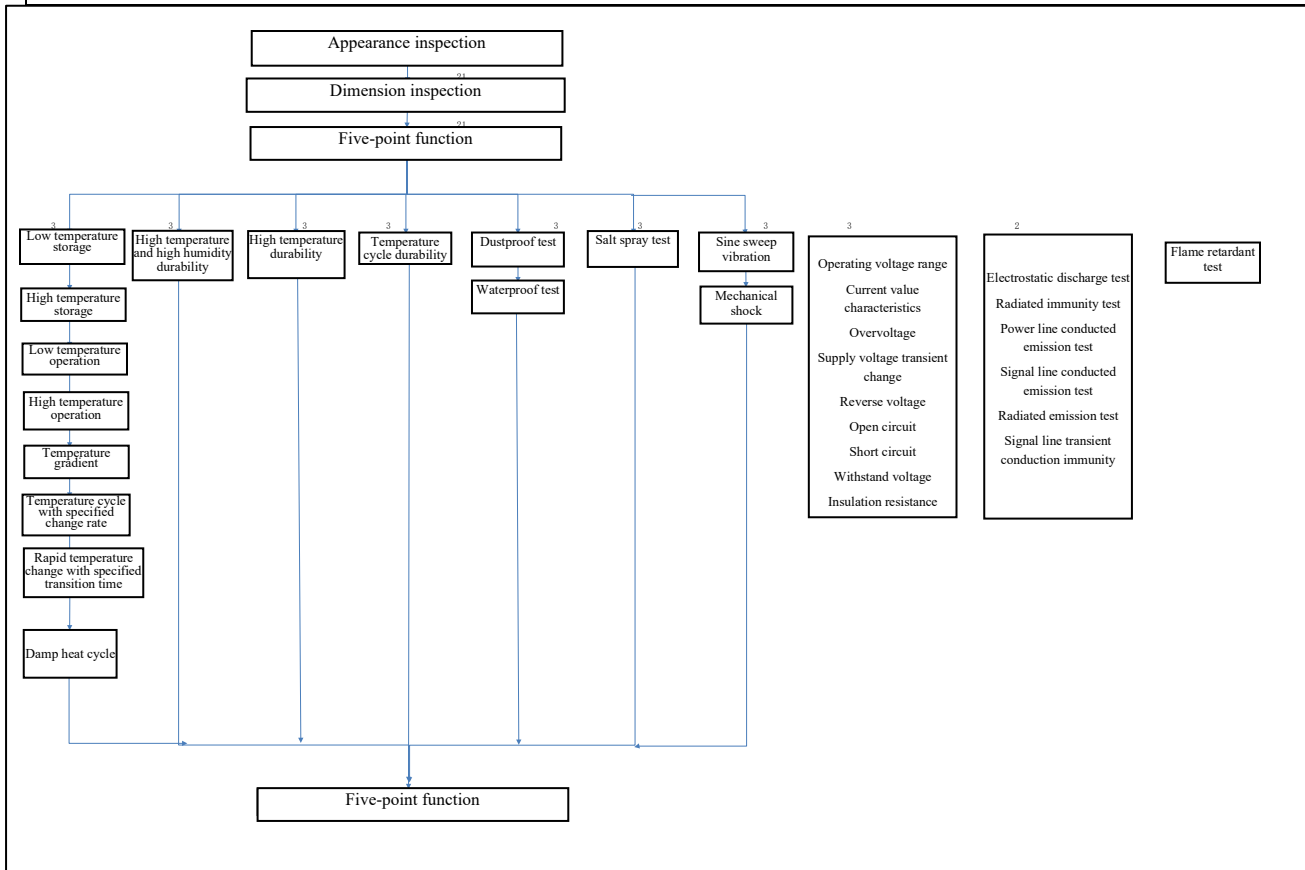 Appearance inspection
21
Dimension inspection
21
Five-point function
3
Low temperature
storage
High temperature
storage
Low temperature
operation
High temperature
operation
Temperature
gradient
Temperature cycle
with specified
change rate
Rapid temperature
change with specified
transition time
Damp heat cycle
3
High temperature
and high humidity
durability
3
High temperature
durability
3
Temperature
cycle durability
3
Dustproof test
Waterproof test
3
Salt spray test
3
Sine sweep
vibration
Mechanical
shock
3
Operating voltage range
Current value
characteristics
Overvoltage
Supply voltage transient
change
Reverse voltage
Open circuit
Short circuit
Withstand voltage
Insulation resistance
2
Electrostatic discharge test
Radiated immunity test
Power line conducted
emission test
Signal line conducted
emission test
Radiated emission test
Signal line transient
conduction immunity
Flame retardant
test
Five-point function